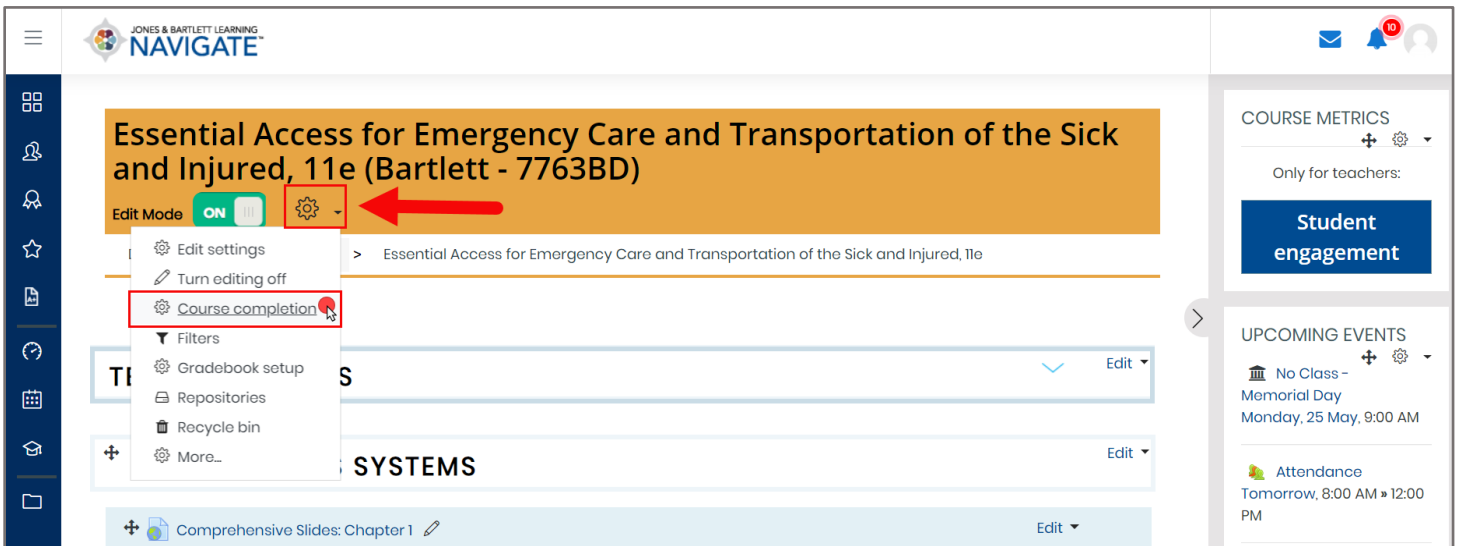 JONES & BARTLETT LEARNING
NAVIGATE™
10
Essential Access for Emergency Care and Transportation of the Sick
and Injured, 11e (Bartlett - 7763BD)
Edit Mode ON
> Essential Access for Emergency Care and Transportation of the Sick and Injured, 11e
Edit settings
Turn editing off
Course completion
Filters
Gradebook setup
Repositories
Recycle bin
More...
Edit
SYSTEMS
Edit
Comprehensive Slides: Chapter 1
Edit
COURSE METRICS
Only for teachers:
Student
engagement
UPCOMING EVENTS
No Class -
Memorial Day
Monday, 25 May, 9:00 AM
Attendance
Tomorrow, 8:00 AM » 12:00
PM